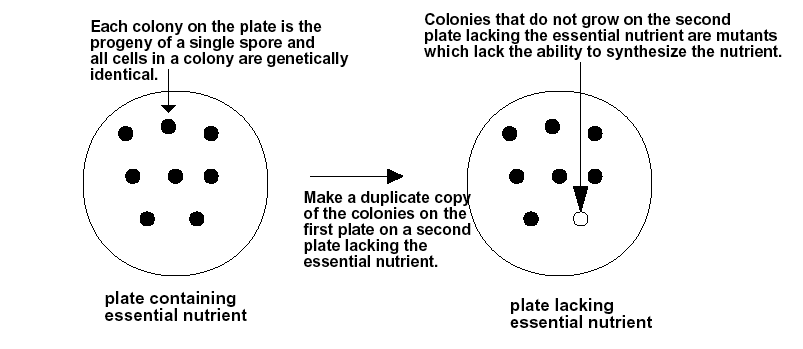 Each colony on the plate is the
progeny of a single spore and
all cells in a colony are genetically
identical.
Colonies that do not grow on the second
plate lacking the essential nutrient are mutants
which lack the ability to synthesize the nutrient.
Make a duplicate copy
of the colonies on the
first plate on a second
plate lacking the
essential nutrient.
plate containing
essential nutrient
plate lacking
essential nutrient